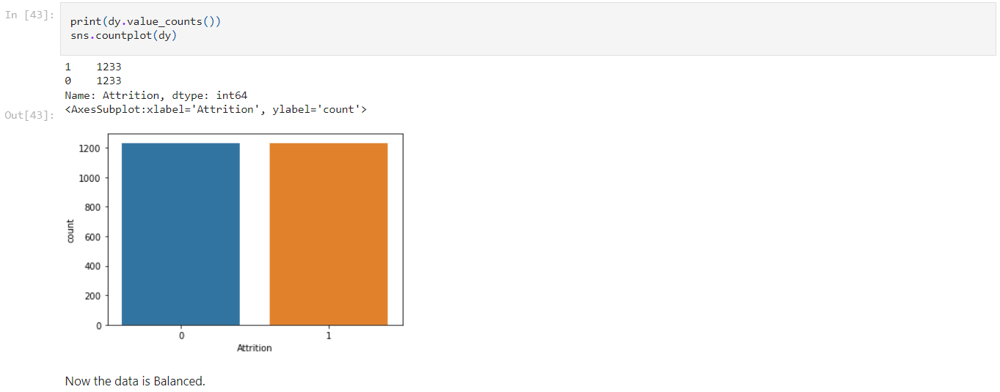 In [43]:
print(dy.value_counts())
sns.countplot(dy)
1    1233
0    1233
Name: Attrition, dtype: int64
Out[43]:
<AxesSubplot:xlabel='Attrition', ylabel='count'>
1200
1000
800
600
400
200
0
count
0 1
Attrition
Now the data is Balanced.